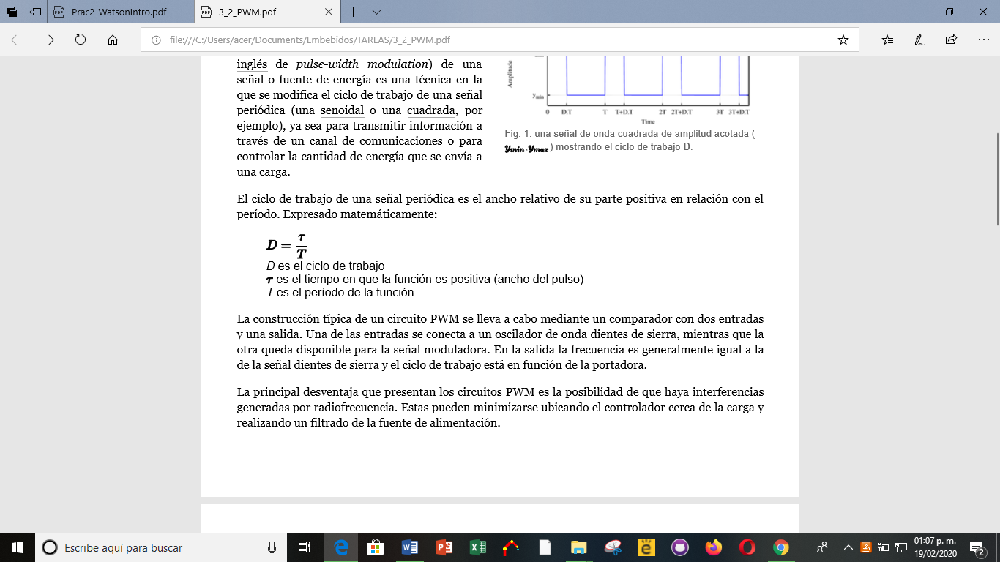 Prac2-WatsonIntro.pdf
3_2_PWM.pdf
file:///C:/Users/acer/Documents/Embebidos/TAREAS/3_2_PWM.pdf
inglés de pulse-width modulation) de una
señal o fuente de energía es una técnica en la
que se modifica el ciclo de trabajo de una señal
periódica (una senoidal o una cuadrada, por
ejemplo), ya sea para transmitir información a
través de un canal de comunicaciones o para
controlar la cantidad de energía que se envía a
una carga.
Amplitude
ymin
0 D.T T T+D.T 2T 2T+D.T 3T 3T+D.T
Time
Fig. 1: una señal de onda cuadrada de amplitud acotada (
ymin,ymax) mostrando el ciclo de trabajo D.
El ciclo de trabajo de una señal periódica es el ancho relativo de su parte positiva en relación con el
período. Expresado matemáticamente:
D = τ/T
D es el ciclo de trabajo
τ es el tiempo en que la función es positiva (ancho del pulso)
T es el período de la función
La construcción típica de un circuito PWM se lleva a cabo mediante un comparador con dos entradas
y una salida. Una de las entradas se conecta a un oscilador de onda dientes de sierra, mientras que la
otra queda disponible para la señal moduladora. En la salida la frecuencia es generalmente igual a la
de la señal dientes de sierra y el ciclo de trabajo está en función de la portadora.
La principal desventaja que presentan los circuitos PWM es la posibilidad de que haya interferencias
generadas por radiofrecuencia. Estas pueden minimizarse ubicando el controlador cerca de la carga y
realizando un filtrado de la fuente de alimentación.
Escribe aquí para buscar
01:07 p. m.
19/02/2020
2